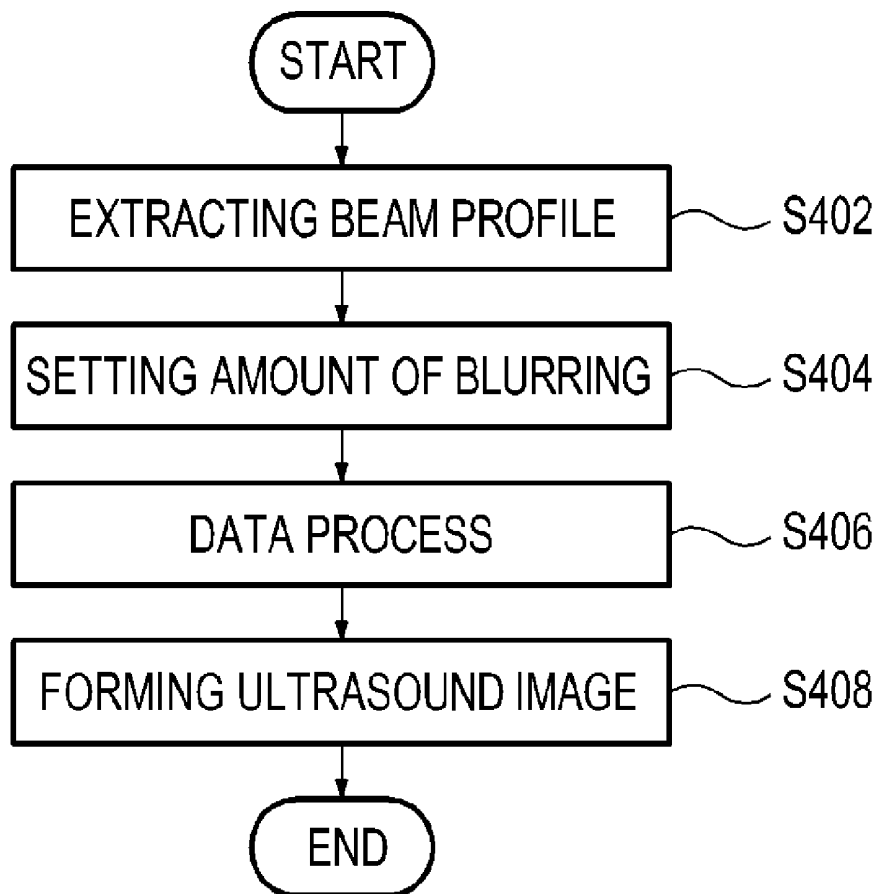 START
EXTRACTING BEAM PROFILE
S402
SETTING AMOUNT OF BLURRING
S404
DATA PROCESS
S406
FORMING ULTRASOUND IMAGE
S408
END